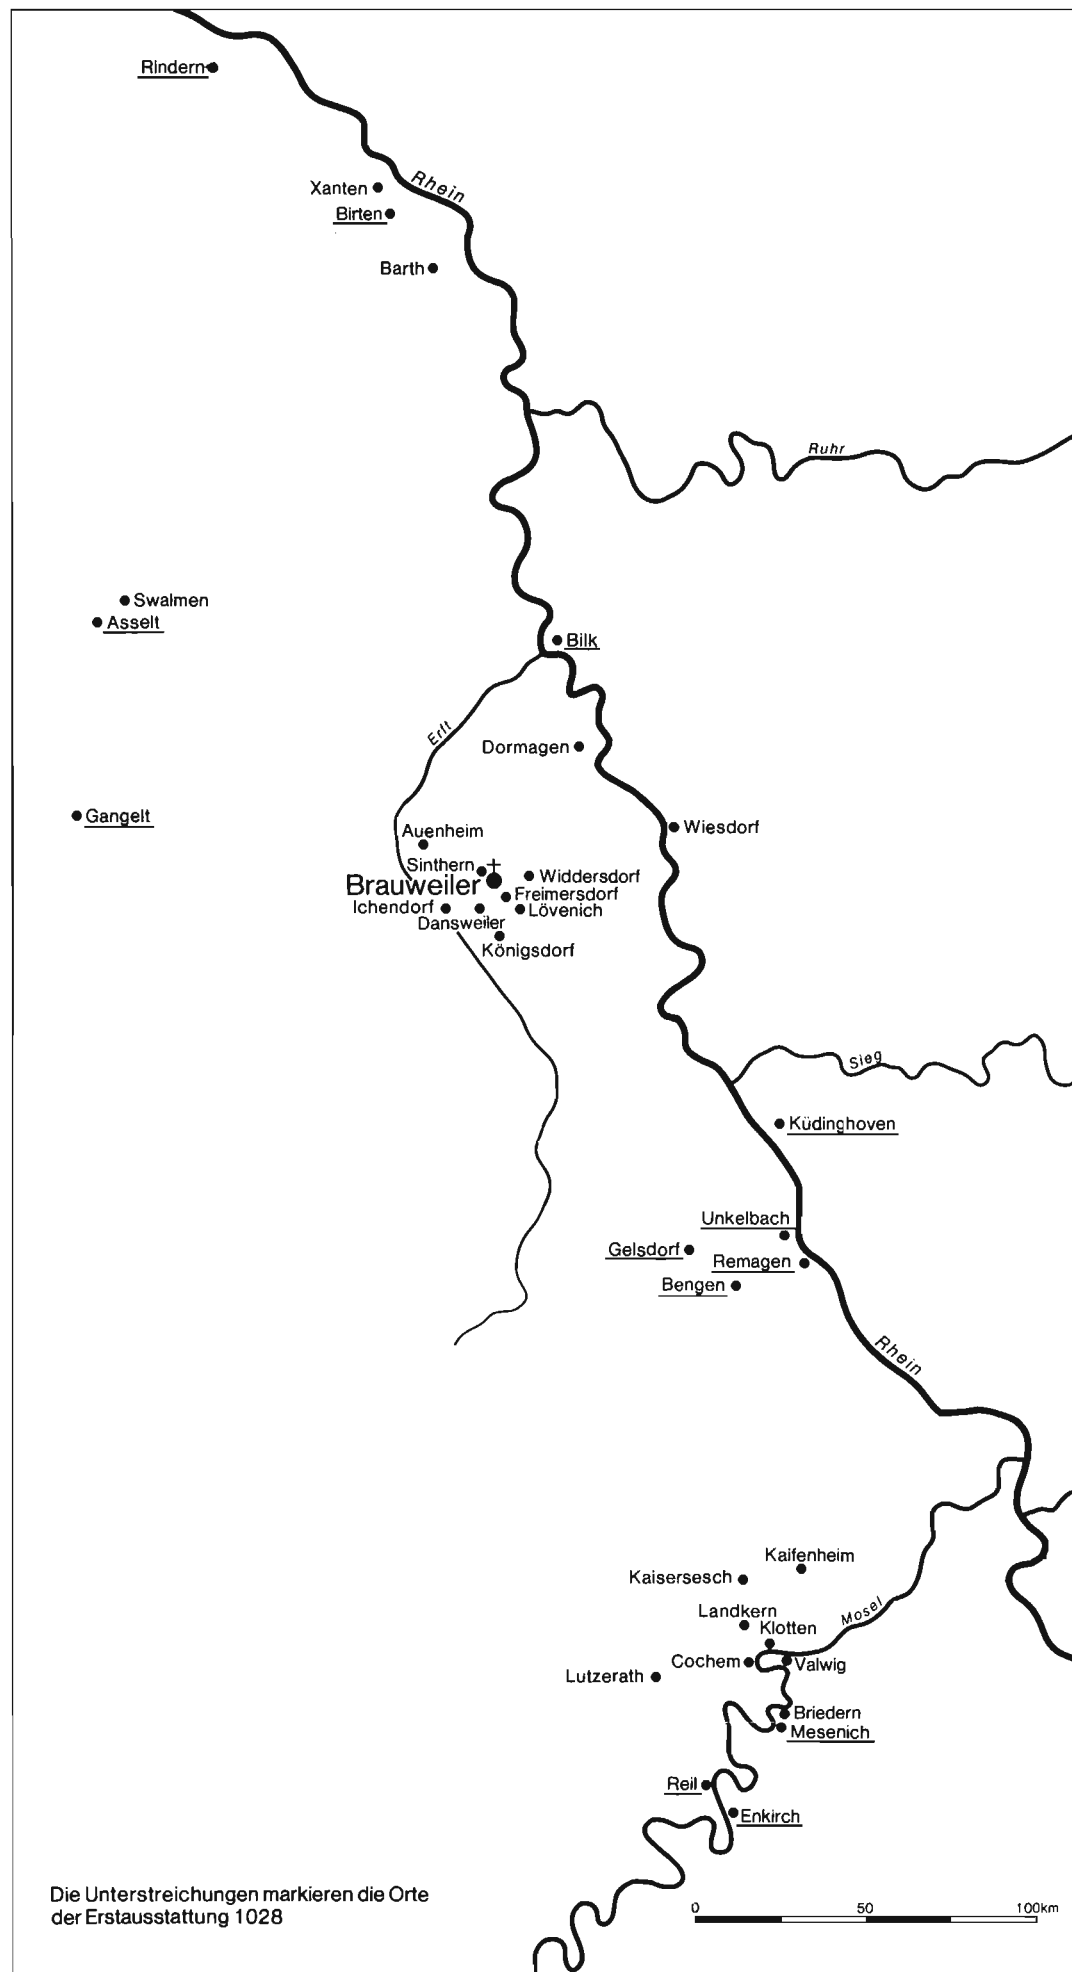 Rindern
Xanten
Rhein
Birten
Barth
Ruhr
Swalmen
Asselt
Bilk
Erft
Dormagen
Gangelt
Wiesdorf
Auenheim
Sinthern
Widdersdorf
Brauweiler
Freimersdorf
Ichendorf
Lövenich
Dansweiler
Königsdorf
Sieg
Küdinghoven
Unkelbach
Gelsdorf
Remagen
Bengen
Rhein
Kaifenheim
Kaisersesch
Landkern
Mosel
Klotten
Cochem
Valwig
Lutzerath
Briedern
Mesenich
Reil
Enkirch
Die Unterstreichungen markieren die Orte
der Erstausstattung 1028
0 50 100km